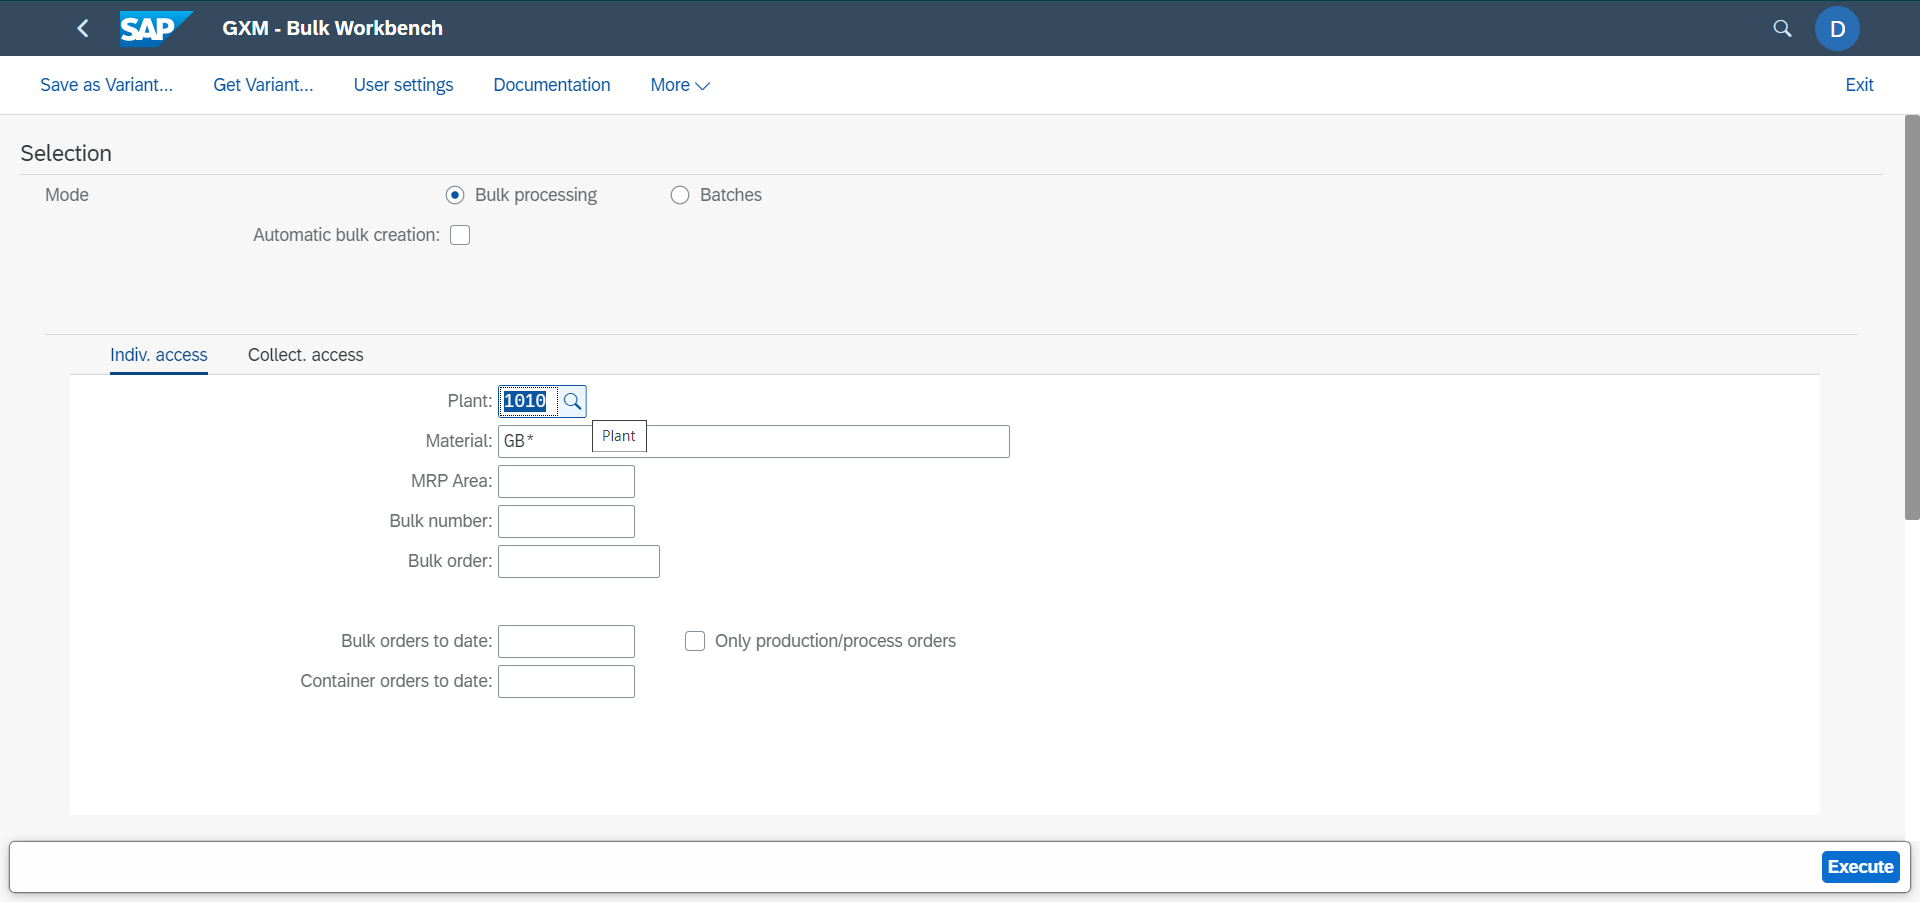 SAP GXM - Bulk Workbench D
Save as Variant... Get Variant... User settings Documentation More Exit
Selection
Mode Bulk processing Batches
Automatic bulk creation:
Indiv. access Collect. access
Plant: 1010
Material: GB* Plant
MRP Area:
Bulk number:
Bulk order:
Bulk orders to date: Only production/process orders
Container orders to date:
Execute